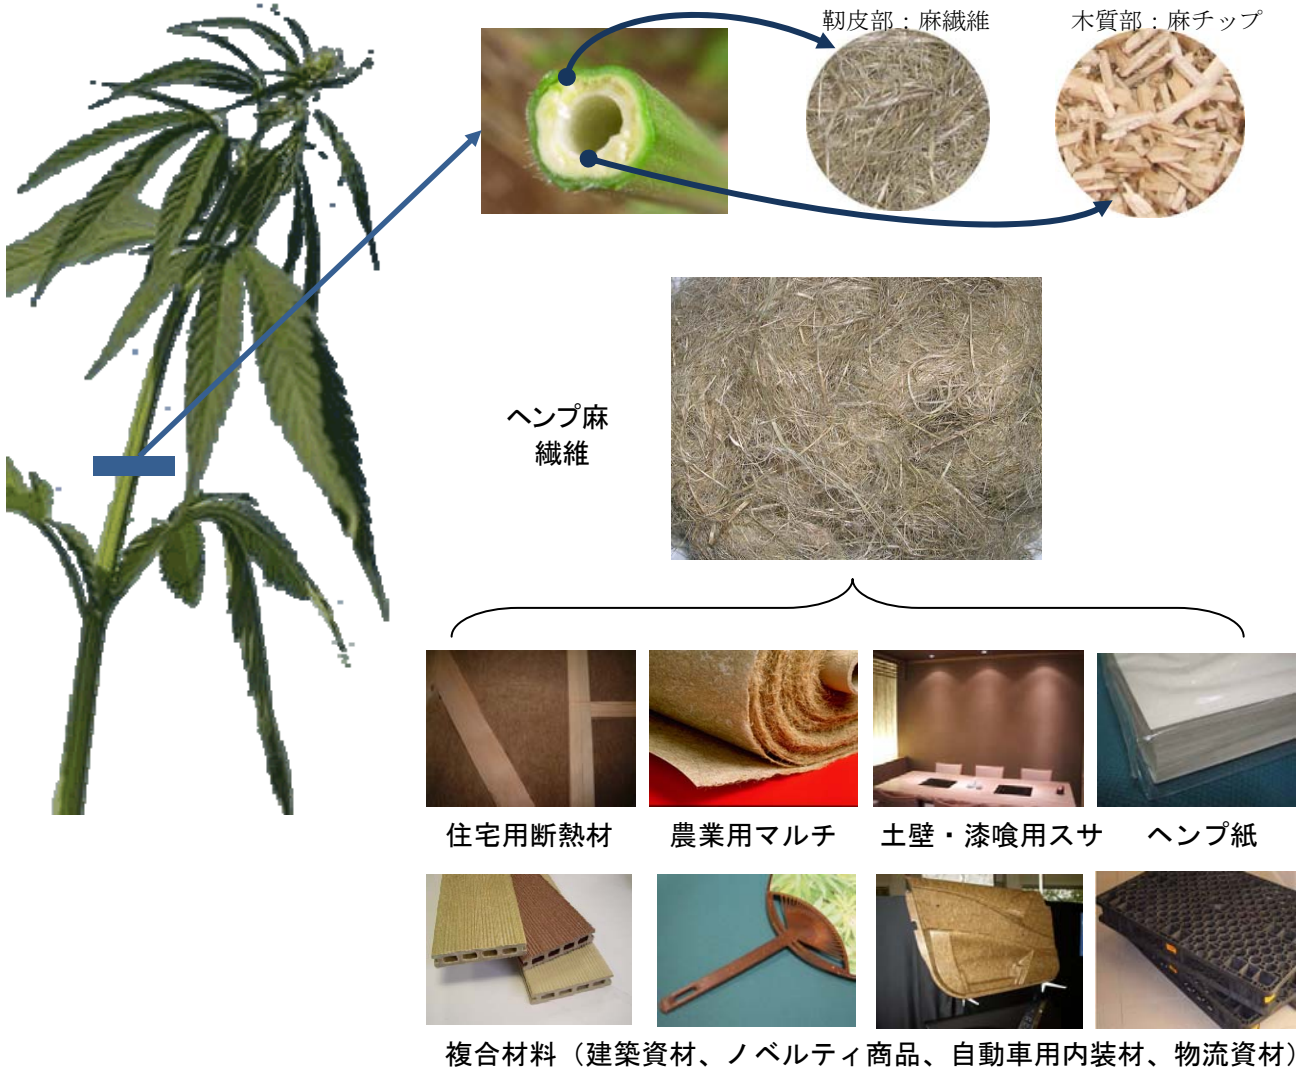 靭皮部：麻繊維
木質部：麻チップ
ヘンプ麻
繊維
住宅用断熱材
農業用マルチ
土壁・漆喰用スサ
ヘンプ紙
複合材料（建築資材、ノベルティ商品、自動車用内装材、物流資材）